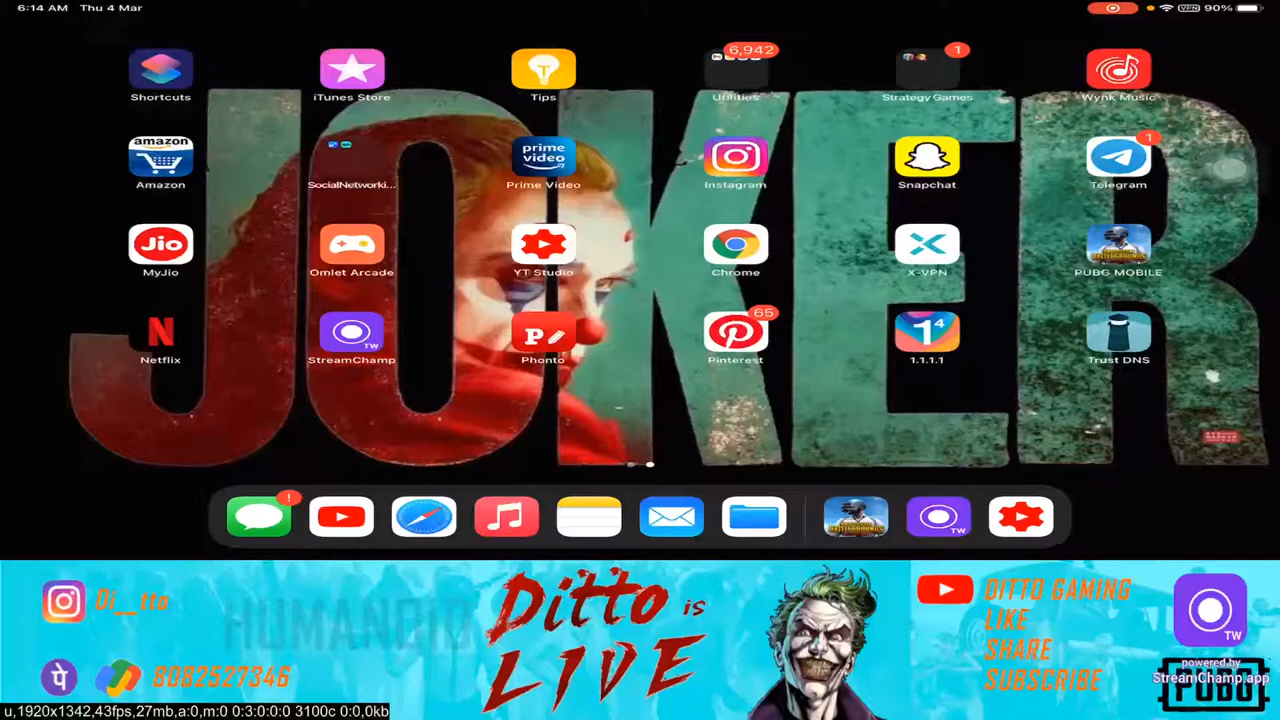 6:14 AM Thu 4 Mar
VPN 90%
6,942
1
Shortcuts
iTunes Store
T
Tips
Utilities
Strategy Games
Wynk Music
amazon
prime video
1
Amazon
SocialNetworki...
Prime Video
Instagram
Snapchat
Telegram
Jio
MyJio
Omlet Arcade
YT Studio
Chrome
X-VPN
PUBG MOBILE
65
N
TW
P
1⁴
Netflix
StreamChamp
Phonto
Pinterest
1.1.1.1
Trust DNS
JOKER
!
TW
Di__tto
Ditto is
LIVE
DITTO GAMING
LIKE
SHARE
SUBSCRIBE
TW
8082527346
powered by
StreamChamp.app
PUBG
u,1920x1342,43fps,27mb,a:0,m:0 0:3:0:0:0 3100c 0:0,0kb